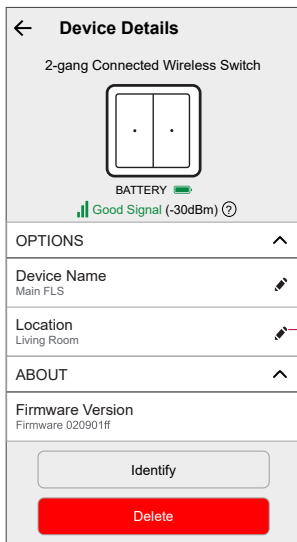 Device Details
2-gang Connected Wireless Switch
BATTERY
Good Signal (-30dBm) ?
OPTIONS
Device Name
Main FLS
Location
Living Room
ABOUT
Firmware Version
Firmware 020901ff
Identify
Delete